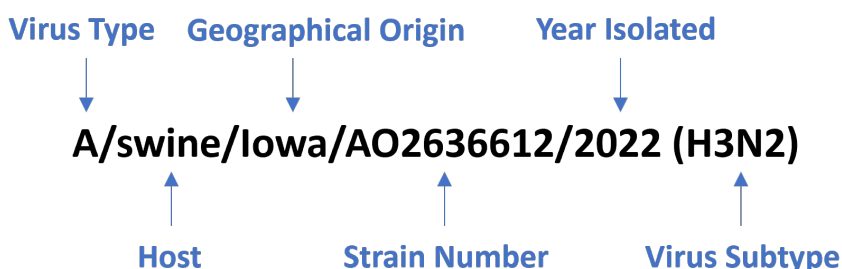 Virus Type Geographical Origin Year Isolated
A/swine/Iowa/AO2636612/2022 (H3N2)
Host Strain Number Virus Subtype